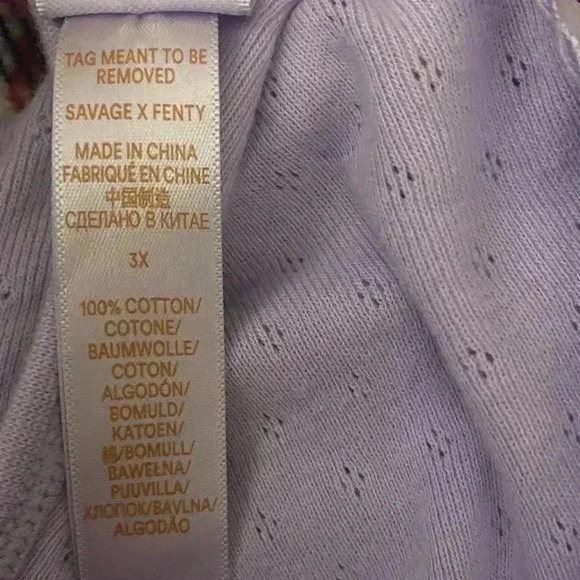 TAG MEANT TO BE
REMOVED
SAVAGE X FENTY
MADE IN CHINA
FABRIQUÉ EN CHINE
中国制造
СДЕЛАНО В КИТАЕ
3X
100% COTTON/
COTONE/
BAUMWOLLE/
COTON/
ALGODÓN/
BOMULD/
KATOEN/
綿/BOMULL/
BAWEŁNA/
PUUVILLA/
ХЛОПОК/BAVLNA/
ALGODÃO